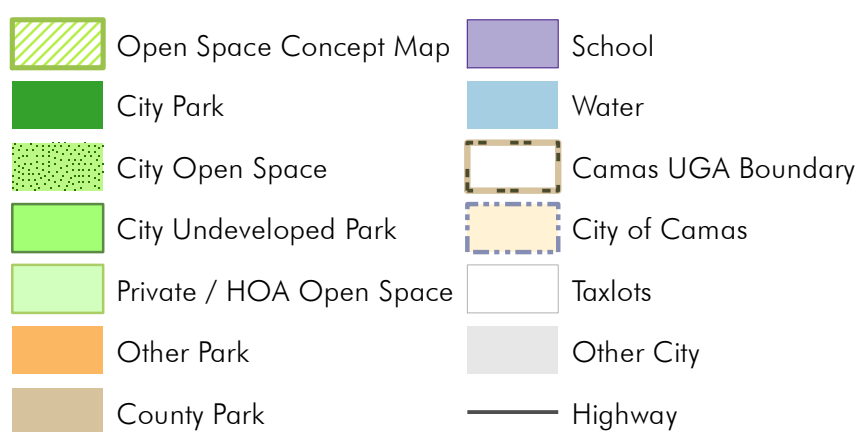 Open Space Concept Map
City Park
City Open Space
City Undeveloped Park
Private / HOA Open Space
Other Park
County Park
School
Water
Camas UGA Boundary
City of Camas
Taxlots
Other City
Highway